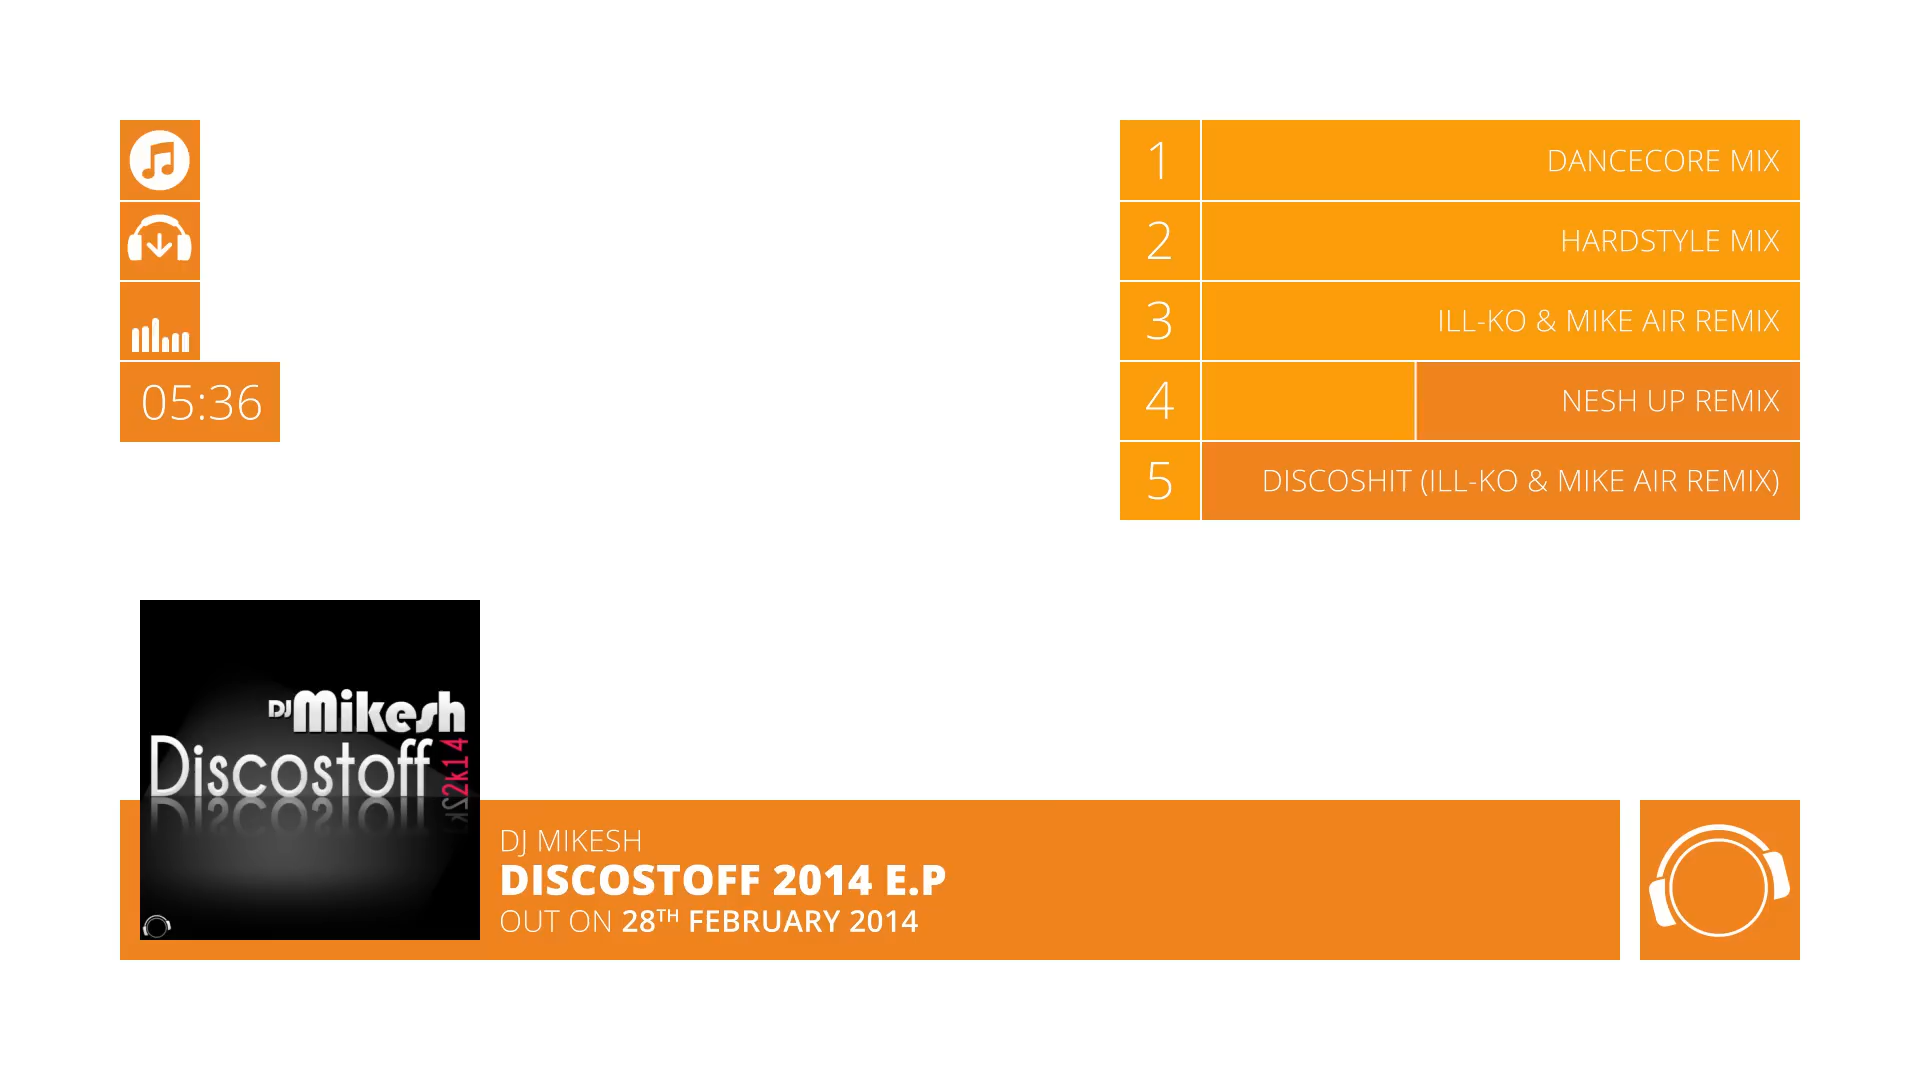 1 DANCECORE MIX
2 HARDSTYLE MIX
3 ILL-KO & MIKE AIR REMIX
4 NESH UP REMIX
5 DISCOSHIT (ILL-KO & MIKE AIR REMIX)
05:36
DJ Mikesh
Discostoff 2k14
DJ MIKESH
DISCOSTOFF 2014 E.P
OUT ON 28TH FEBRUARY 2014